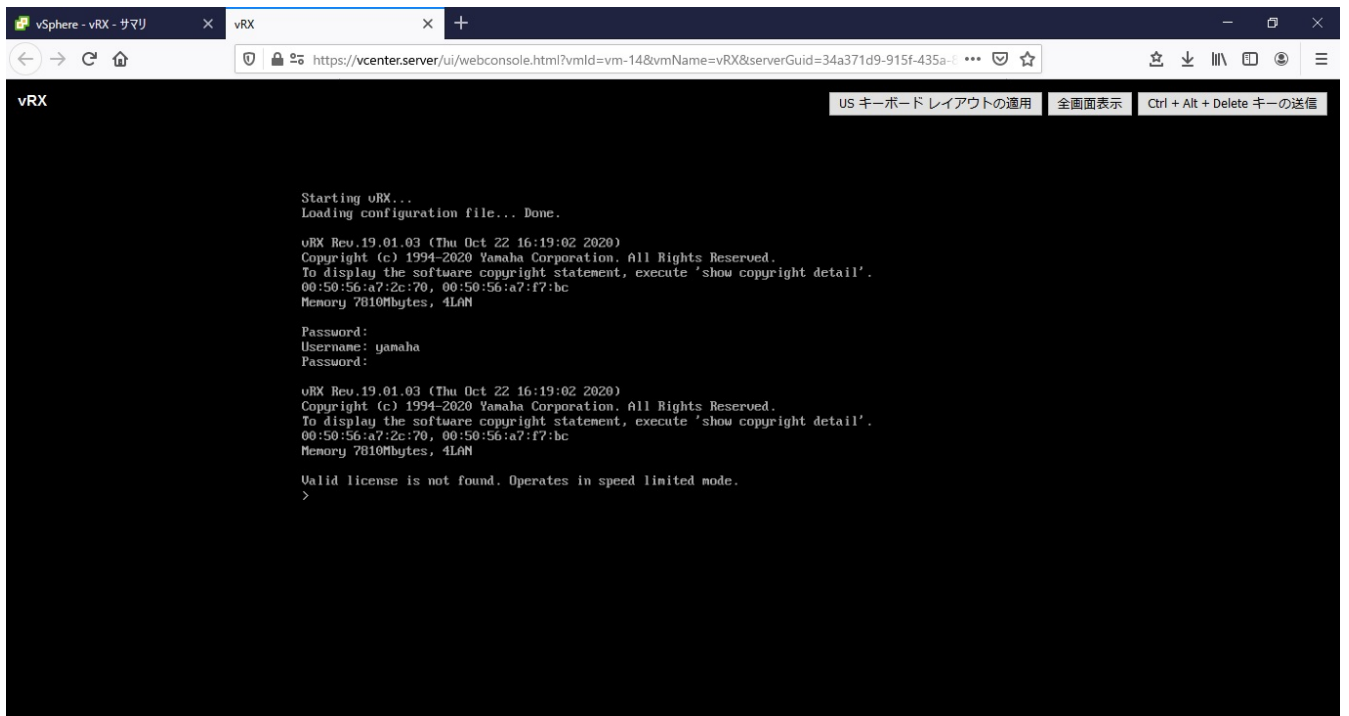 vSphere - vRX - サマリ
vRX
https://vcenter.server/ui/webconsole.html?vmId=vm-14&vmName=vRX&serverGuid=34a371d9-915f-435a-
vRX
US キーボード レイアウトの適用
全画面表示
Ctrl + Alt + Delete キーの送信
Starting vRX...
Loading configuration file... Done.
vRX Rev.19.01.03 (Thu Oct 22 16:19:02 2020)
Copyright (c) 1994-2020 Yamaha Corporation. All Rights Reserved.
To display the software copyright statement, execute 'show copyright detail'.
00:50:56:a7:2c:70, 00:50:56:a7:f7:bc
Memory 7810Mbytes, 4LAN
Password:
Username: yamaha
Password:
vRX Rev.19.01.03 (Thu Oct 22 16:19:02 2020)
Copyright (c) 1994-2020 Yamaha Corporation. All Rights Reserved.
To display the software copyright statement, execute 'show copyright detail'.
00:50:56:a7:2c:70, 00:50:56:a7:f7:bc
Memory 7810Mbytes, 4LAN
Valid license is not found. Operates in speed limited mode.
>